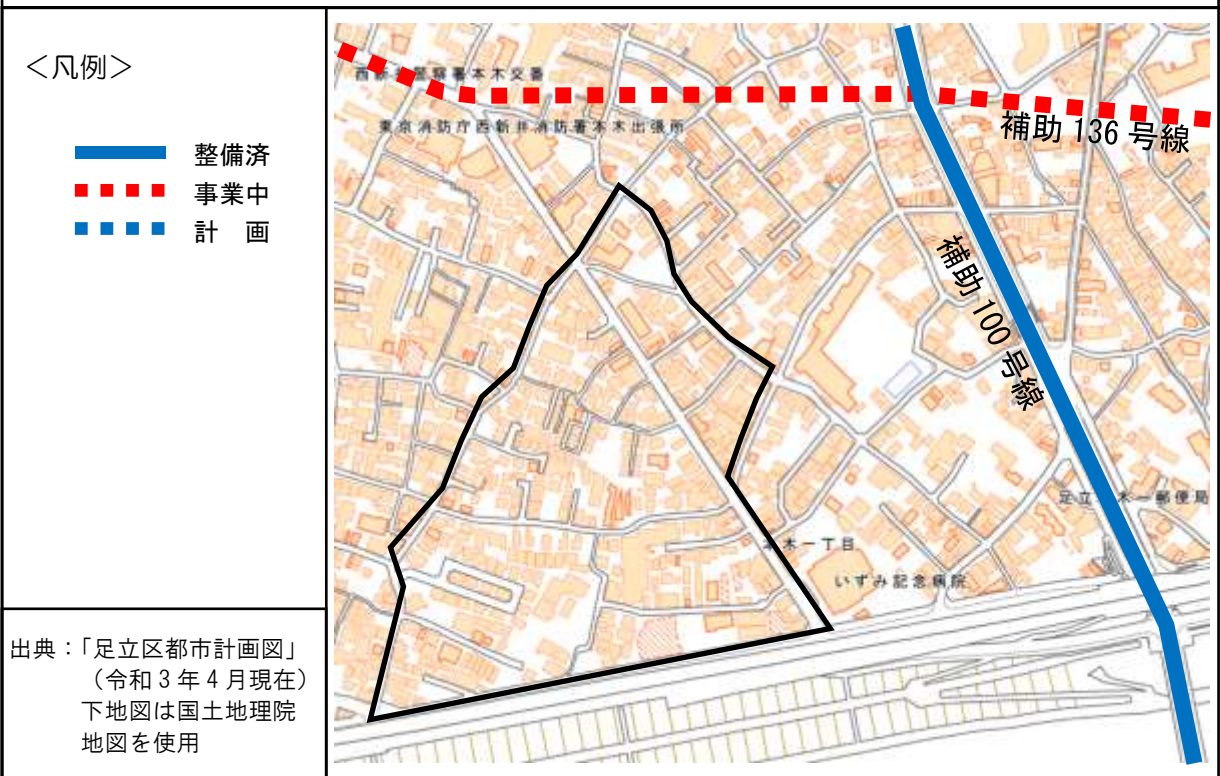 ＜凡例＞
整備済
事業中
計　画
出典：「足立区都市計画図」
（令和３年４月現在）
下地図は国土地理院
地図を使用
補助 136 号線
東京消防庁西新井消防署本木出張所
補助 100 号線
いずみ記念病院